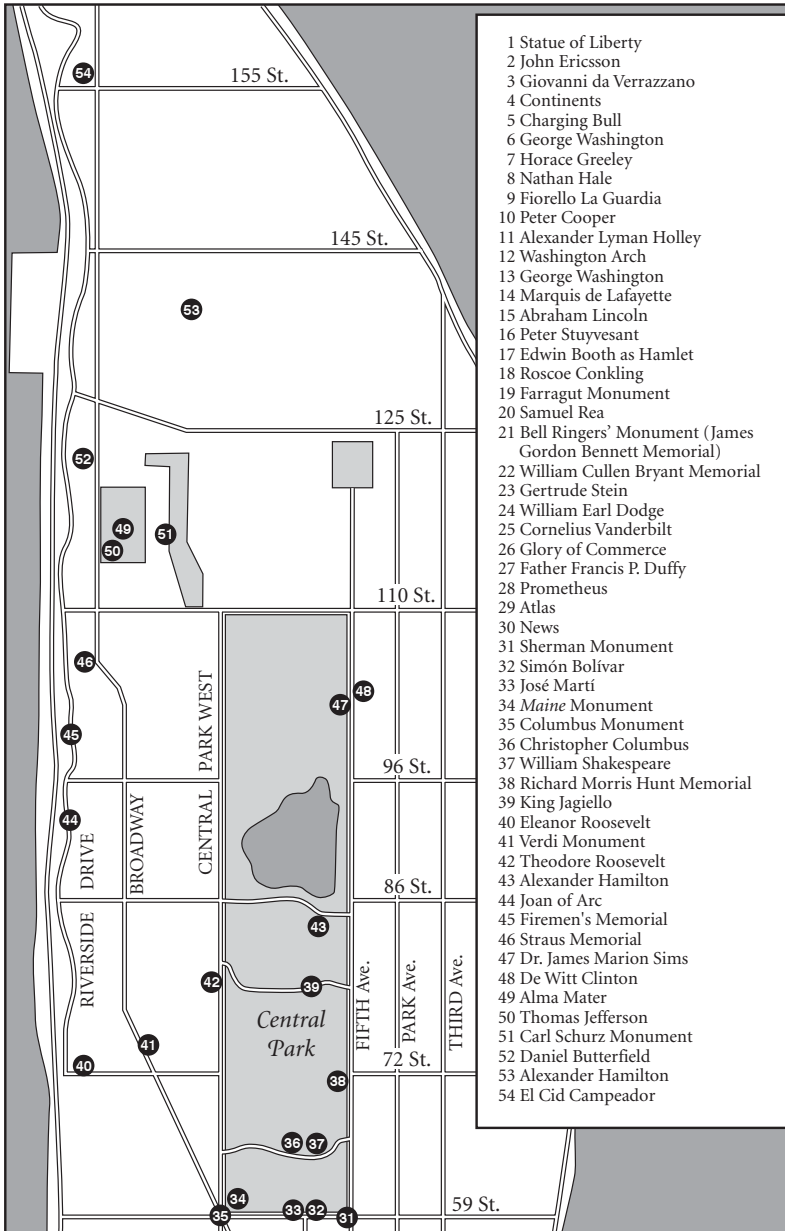 54
155 St.
145 St.
53
125 St.
52
49
51
50
110 St.
46
48
47
PARK WEST
45
96 St.
44
DRIVE
BROADWAY
CENTRAL
86 St.
43
RIVERSIDE
42
39
FIFTH Ave.
PARK Ave.
THIRD Ave.
Central
Park
41
40
72 St.
38
36
37
34
59 St.
35
33
32
31
1 Statue of Liberty
2 John Ericsson
3 Giovanni da Verrazzano
4 Continents
5 Charging Bull
6 George Washington
7 Horace Greeley
8 Nathan Hale
9 Fiorello La Guardia
10 Peter Cooper
11 Alexander Lyman Holley
12 Washington Arch
13 George Washington
14 Marquis de Lafayette
15 Abraham Lincoln
16 Peter Stuyvesant
17 Edwin Booth as Hamlet
18 Roscoe Conkling
19 Farragut Monument
20 Samuel Rea
21 Bell Ringers’ Monument (James
Gordon Bennett Memorial)
22 William Cullen Bryant Memorial
23 Gertrude Stein
24 William Earl Dodge
25 Cornelius Vanderbilt
26 Glory of Commerce
27 Father Francis P. Duffy
28 Prometheus
29 Atlas
30 News
31 Sherman Monument
32 Simón Bolívar
33 José Martí
34 Maine Monument
35 Columbus Monument
36 Christopher Columbus
37 William Shakespeare
38 Richard Morris Hunt Memorial
39 King Jagiello
40 Eleanor Roosevelt
41 Verdi Monument
42 Theodore Roosevelt
43 Alexander Hamilton
44 Joan of Arc
45 Firemen's Memorial
46 Straus Memorial
47 Dr. James Marion Sims
48 De Witt Clinton
49 Alma Mater
50 Thomas Jefferson
51 Carl Schurz Monument
52 Daniel Butterfield
53 Alexander Hamilton
54 El Cid Campeador